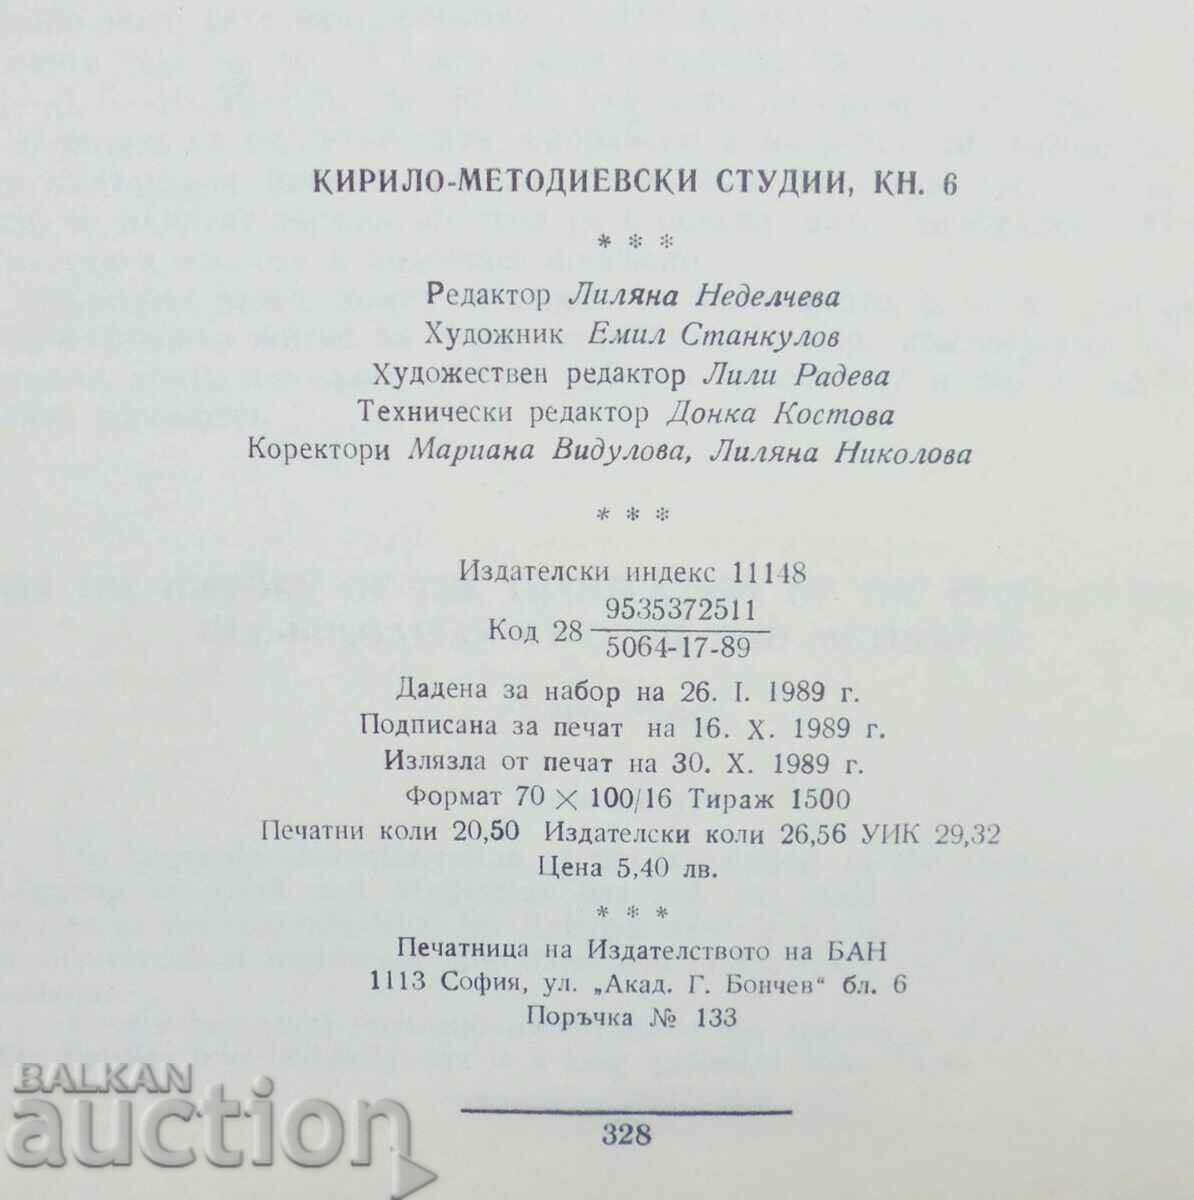 КИРИЛО-МЕТОДИЕВСКИ СТУДИИ, КН. 6
* * *
Редактор Лиляна Неделчева
Художник Емил Станкулов
Художествен редактор Лили Радева
Технически редактор Донка Костова
Коректори Мариана Видулова, Лиляна Николова
* * *
Издателски индекс 11148
Код 28 9535372511
5064-17-89
Дадена за набор на 26. I. 1989 г.
Подписана за печат на 16. X. 1989 г.
Излязла от печат на 30. X. 1989 г.
Формат 70 × 100/16 Тираж 1500
Печатни коли 20,50 Издателски коли 26,56 УИК 29,32
Цена 5,40 лв.
* * *
Печатница на Издателството на БАН
1113 София, ул. „Акад. Г. Бончев“ бл. 6
Поръчка № 133
328
BALKAN
auction